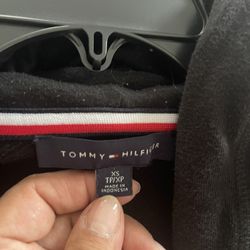 TOMMY HILFIGER
XS
TP/XP
MADE IN
INDONESIA